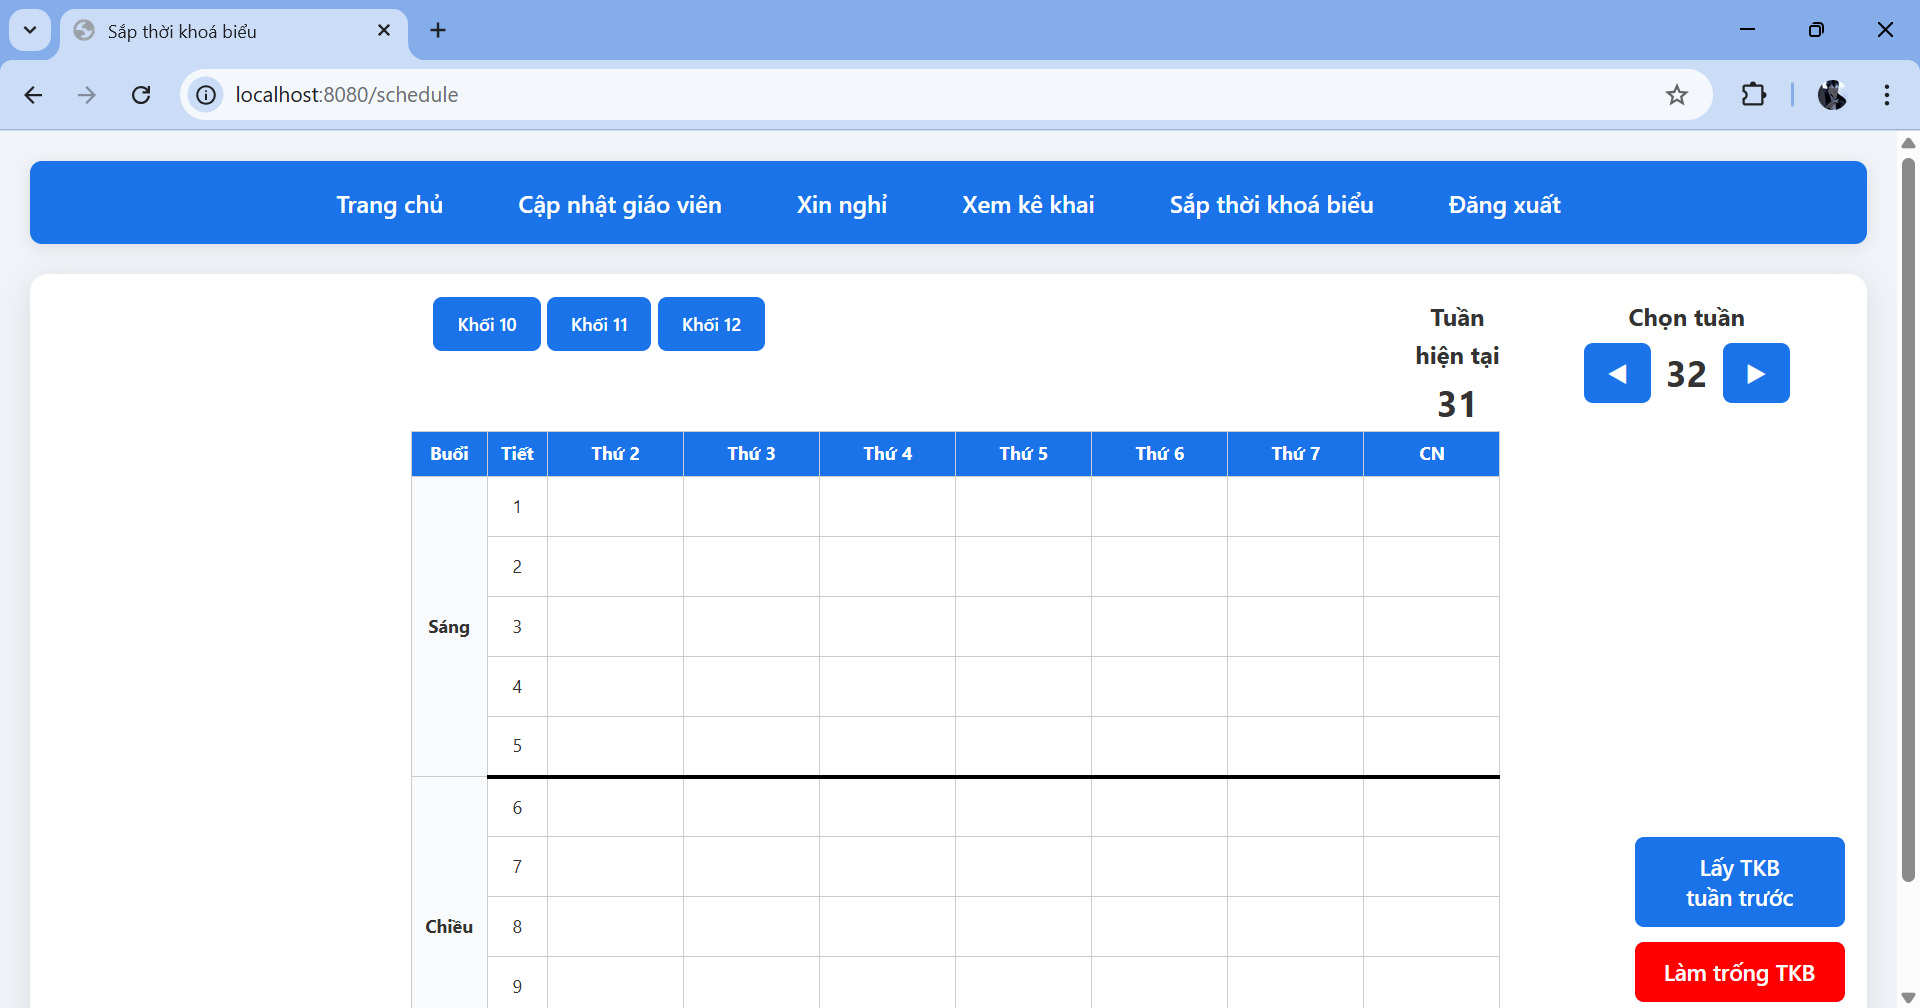 Sắp thời khoá biểu
localhost:8080/schedule
Trang chủ Cập nhật giáo viên Xin nghỉ Xem kê khai Sắp thời khoá biểu Đăng xuất
Khối 10 Khối 11 Khối 12
Tuần
hiện tại
31
Chọn tuần
◀ 32 ▶
Buổi Tiết Thứ 2 Thứ 3 Thứ 4 Thứ 5 Thứ 6 Thứ 7 CN
Sáng
1
2
3
4
5
Chiều
6
7
8
9
Lấy TKB
tuần trước
Làm trống TKB